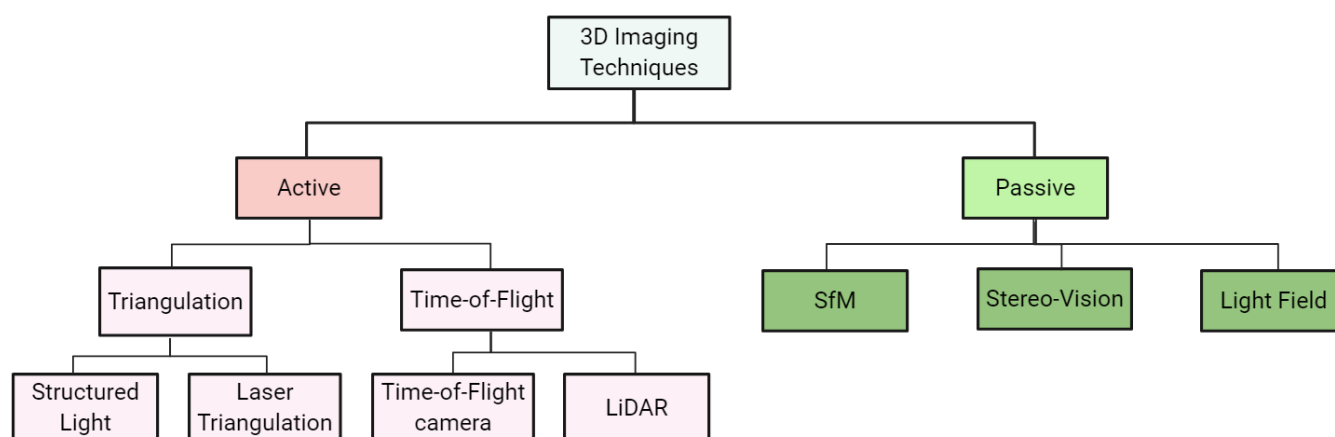 3D Imaging
Techniques
Active
Passive
Triangulation
Time-of-Flight
SfM
Stereo-Vision
Light Field
Structured
Light
Laser
Triangulation
Time-of-Flight
camera
LiDAR